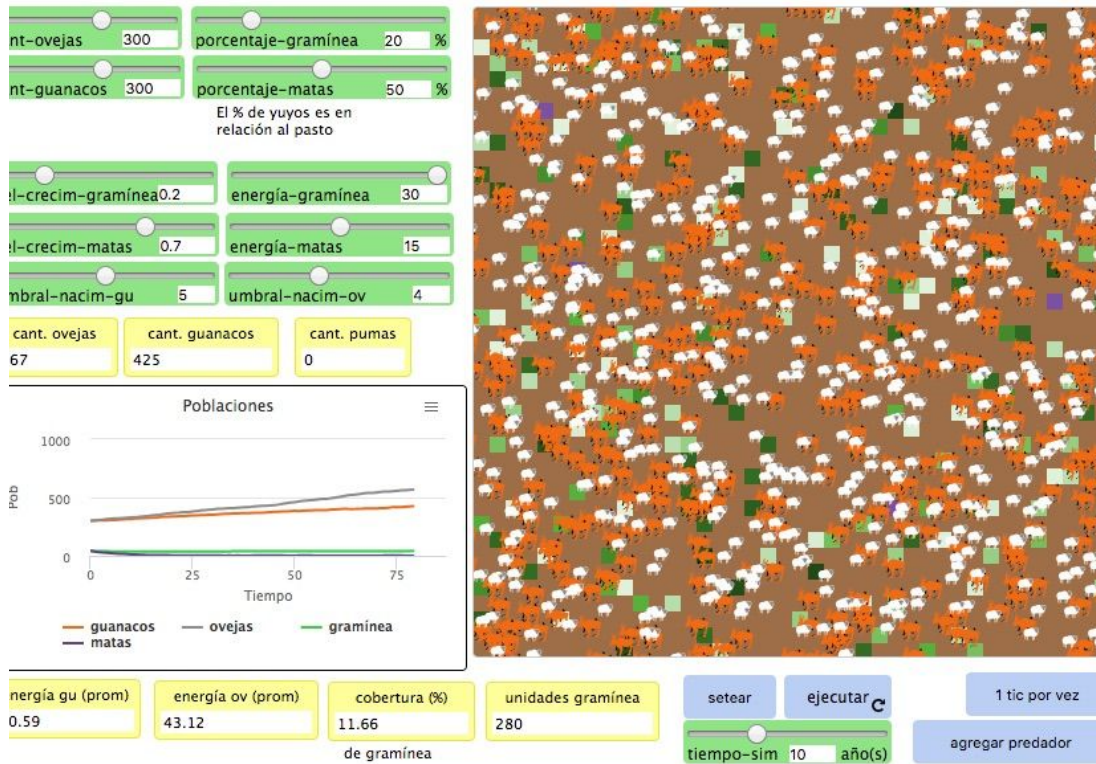 nt-ovejas 300 porcentaje-gramínea 20 %
nt-guanacos 300 porcentaje-matas 50 %
El % de yuyos es en
relación al pasto
el-crecim-gramínea 0.2 energía-gramínea 30
el-crecim-matas 0.7 energía-matas 15
mbral-nacim-gu 5 umbral-nacim-ov 4
cant. ovejas cant. guanacos cant. pumas
67 425 0
Poblaciones
Pob
1000
500
0
0 25 50 75
Tiempo
guanacos ovejas gramínea
matas
nergía gu (prom) energía ov (prom) cobertura (%) unidades gramínea
0.59 43.12 11.66 280
de gramínea
setear ejecutar 1 tic por vez
tiempo-sim 10 año(s) agregar predador